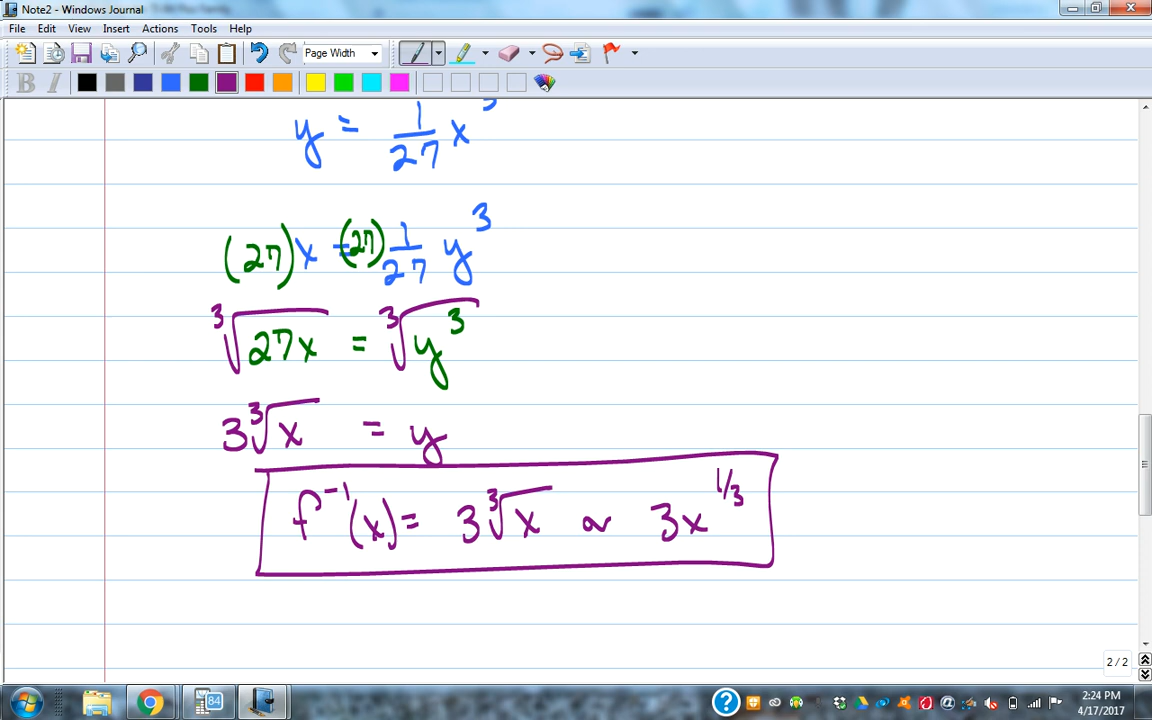 Note2 - Windows Journal
File Edit View Insert Actions Tools Help
Page Width
B I
y = 1/27 x³
(27)x = (27) 1/27 y³
∛27x = ∛y³
3∛x = y
f⁻¹(x) = 3∛x or 3x^1/3
2 / 2
84
2:24 PM
4/17/2017